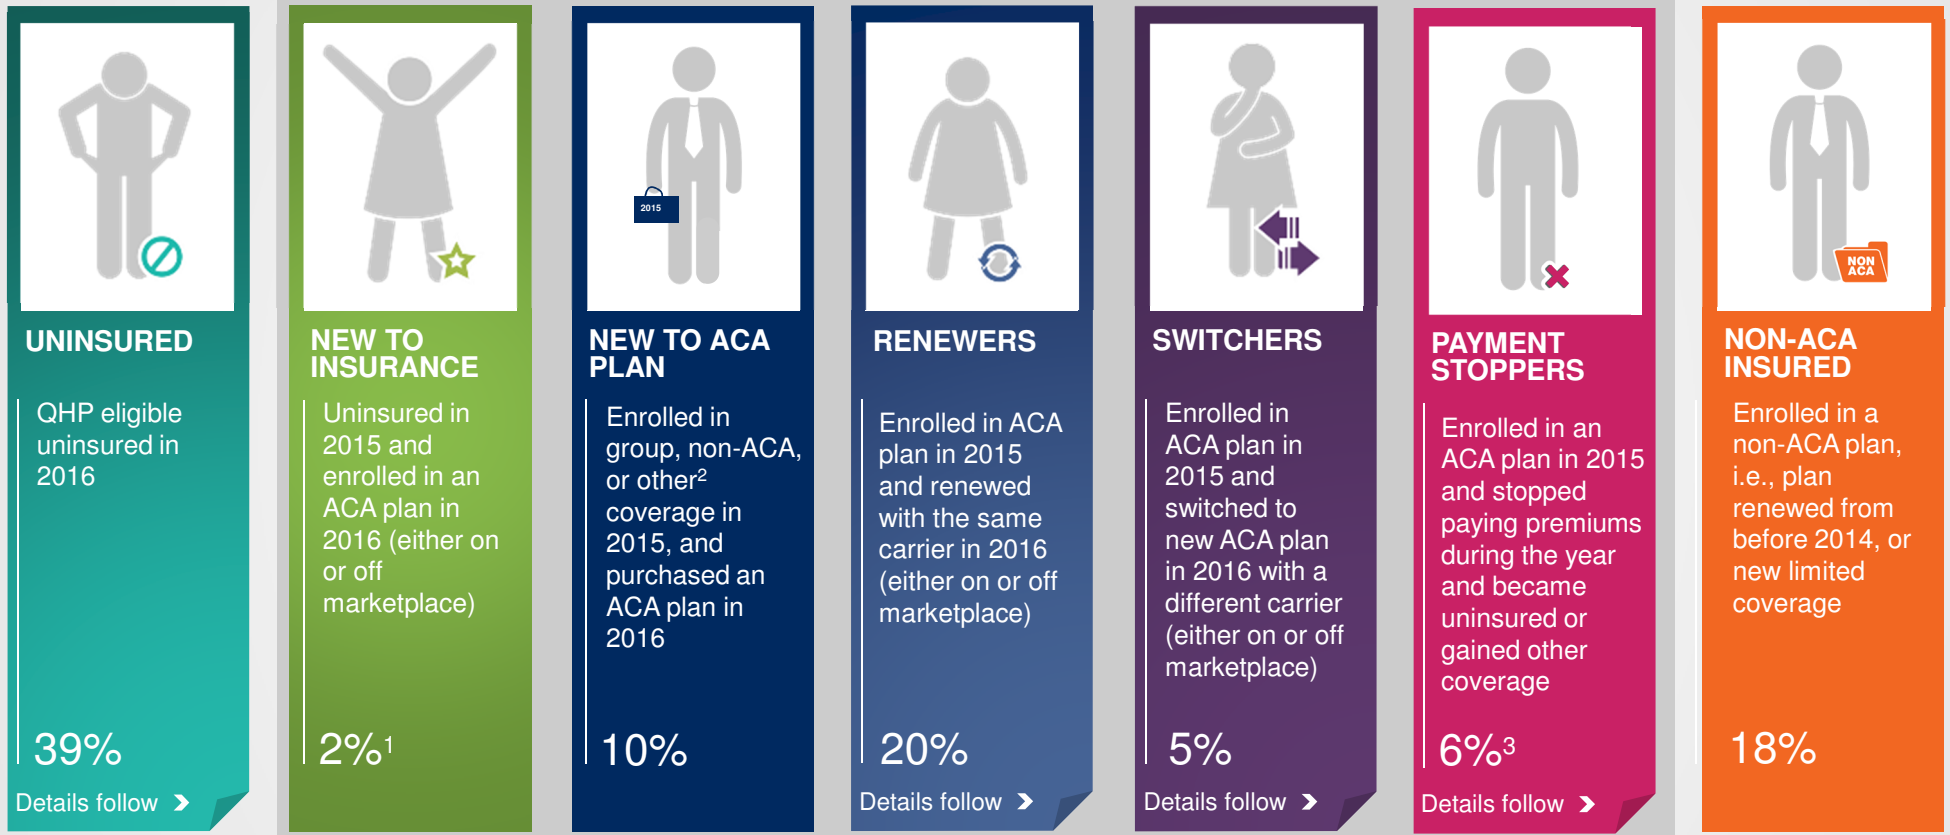 2015
NON
ACA
UNINSURED
QHP eligible
uninsured in
2016
39%
Details follow
NEW TO
INSURANCE
Uninsured in
2015 and
enrolled in an
ACA plan in
2016 (either on
or off
marketplace)
2%1
NEW TO ACA
PLAN
Enrolled in
group, non-ACA,
or other2
coverage in
2015, and
purchased an
ACA plan in
2016
10%
RENEWERS
Enrolled in ACA
plan in 2015
and renewed
with the same
carrier in 2016
(either on or off
marketplace)
20%
Details follow
SWITCHERS
Enrolled in
ACA plan in
2015 and
switched to
new ACA plan
in 2016 with a
different carrier
(either on or off
marketplace)
5%
Details follow
PAYMENT
STOPPERS
Enrolled in an
ACA plan in 2015
and stopped
paying premiums
during the year
and became
uninsured or
gained other
coverage
6%3
Details follow
NON-ACA
INSURED
Enrolled in a
non-ACA plan,
i.e., plan
renewed from
before 2014, or
new limited
coverage
18%